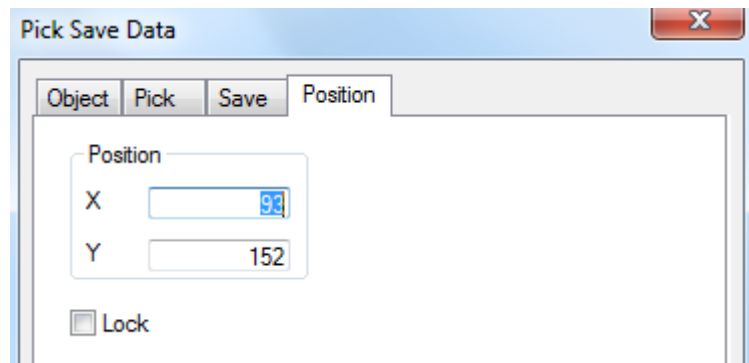 Pick Save Data
Object Pick Save Position
Position
X 93
Y 152
Lock